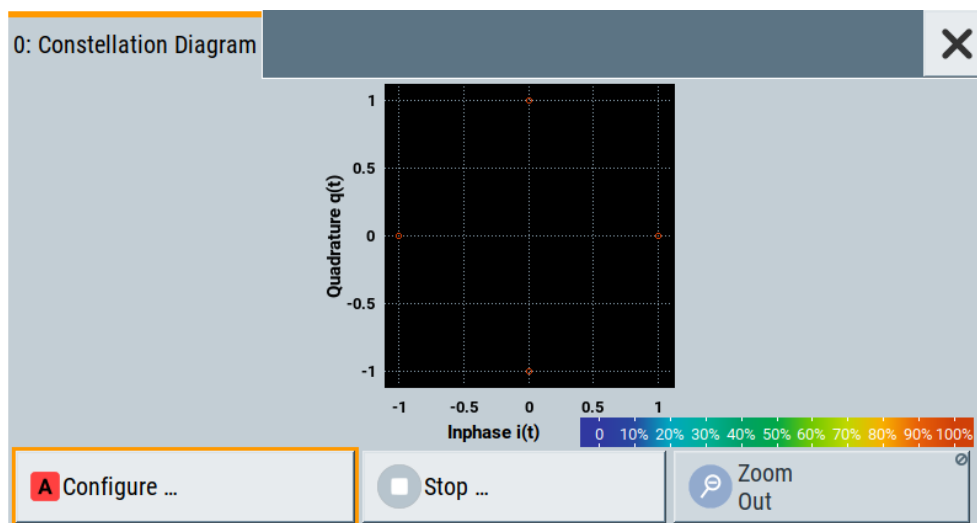 0: Constellation Diagram
Quadrature q(t)
1
0.5
0
-0.5
-1
-1 -0.5 0 0.5 1
Inphase i(t)
0 10% 20% 30% 40% 50% 60% 70% 80% 90% 100%
A Configure ...
Stop ...
Zoom
Out